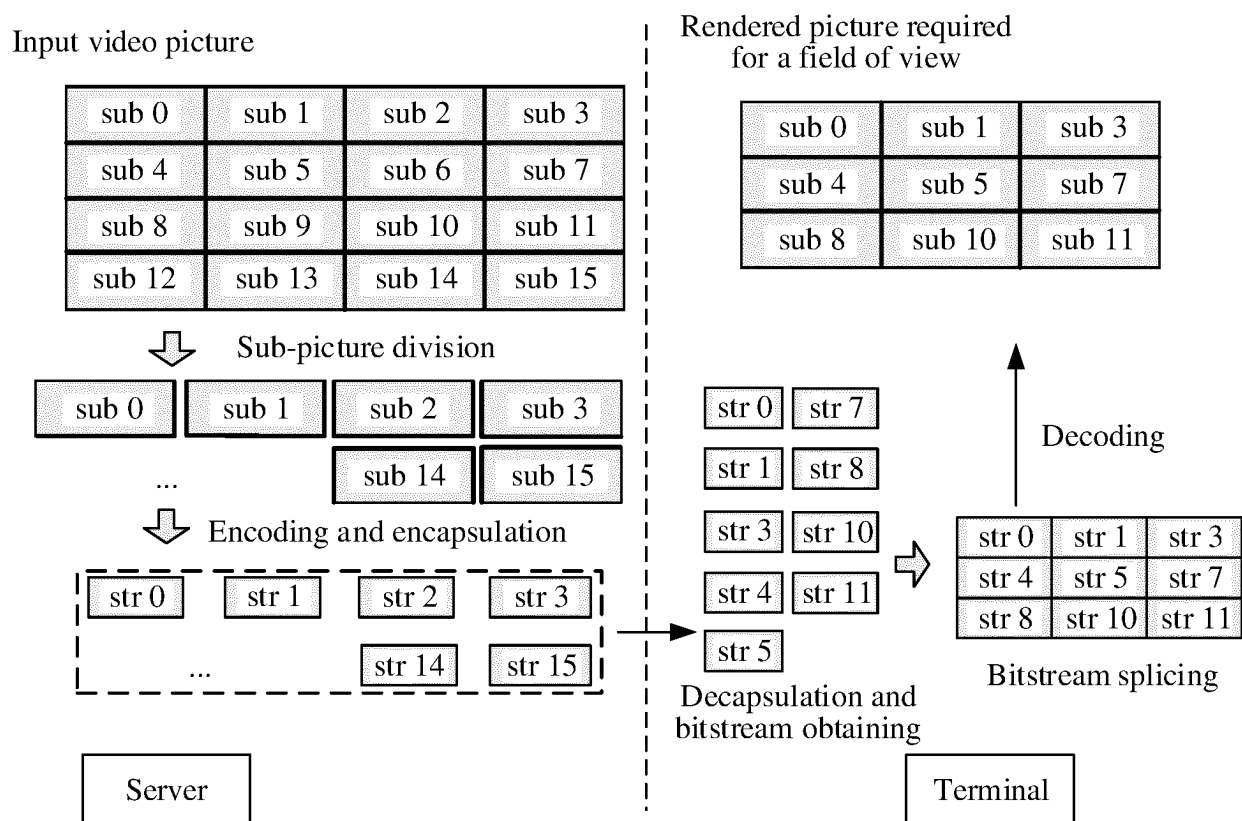 Input video picture
sub 0 sub 1 sub 2 sub 3
sub 4 sub 5 sub 6 sub 7
sub 8 sub 9 sub 10 sub 11
sub 12 sub 13 sub 14 sub 15
Sub-picture division
sub 0 sub 1 sub 2 sub 3
... sub 14 sub 15
Encoding and encapsulation
str 0 str 1 str 2 str 3
... str 14 str 15
Server
Rendered picture required
for a field of view
sub 0 sub 1 sub 3
sub 4 sub 5 sub 7
sub 8 sub 10 sub 11
Decoding
str 0 str 7
str 1 str 8
str 3 str 10
str 4 str 11
str 5
Decapsulation and
bitstream obtaining
str 0 str 1 str 3
str 4 str 5 str 7
str 8 str 10 str 11
Bitstream splicing
Terminal